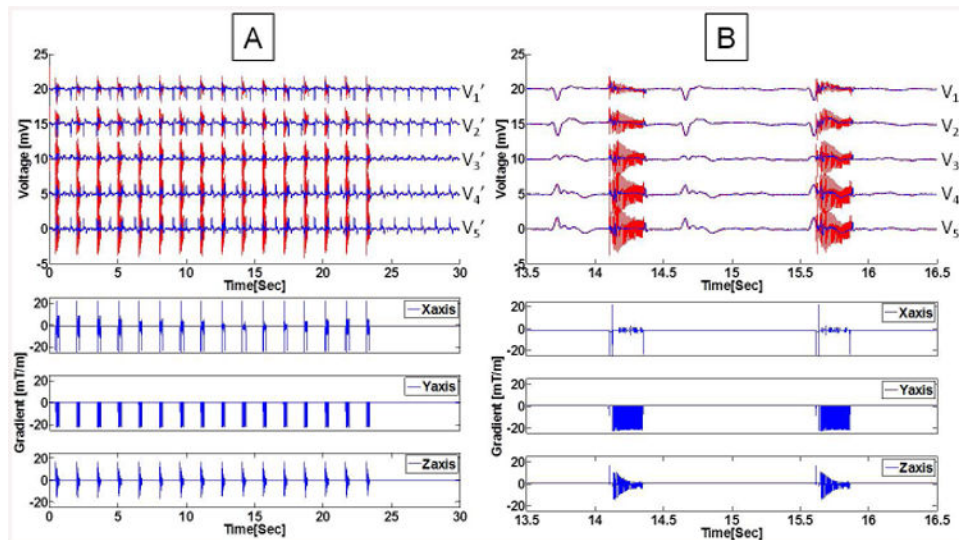 A
B
25
20
15
10
5
0
-5
Voltage [mV]
V1′
V2′
V3′
V4′
V5′
0 5 10 15 20 25 30
Time[Sec]
25
20
15
10
5
0
-5
Voltage [mV]
V1
V2
V3
V4
V5
13.5 14 14.5 15 15.5 16 16.5
Time[Sec]
Gradient [mT/m]
20
0
-20
Xaxis
20
0
-20
Yaxis
20
0
-20
Zaxis
0 5 10 15 20 25 30
Time[Sec]
Gradient [mT/m]
20
0
-20
Xaxis
20
0
-20
Yaxis
20
0
-20
Zaxis
13.5 14 14.5 15 15.5 16 16.5
Time[Sec]